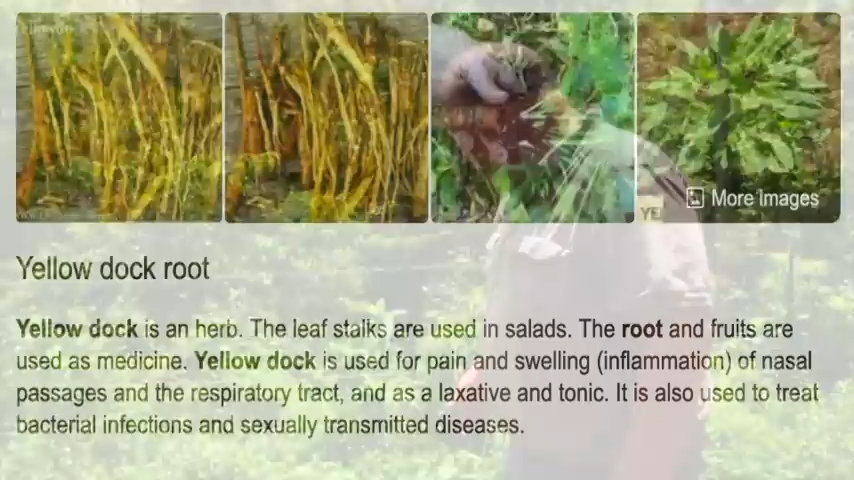 YE
More Images
Yellow dock root
Yellow dock is an herb. The leaf stalks are used in salads. The root and fruits are
used as medicine. Yellow dock is used for pain and swelling (inflammation) of nasal
passages and the respiratory tract, and as a laxative and tonic. It is also used to treat
bacterial infections and sexually transmitted diseases.